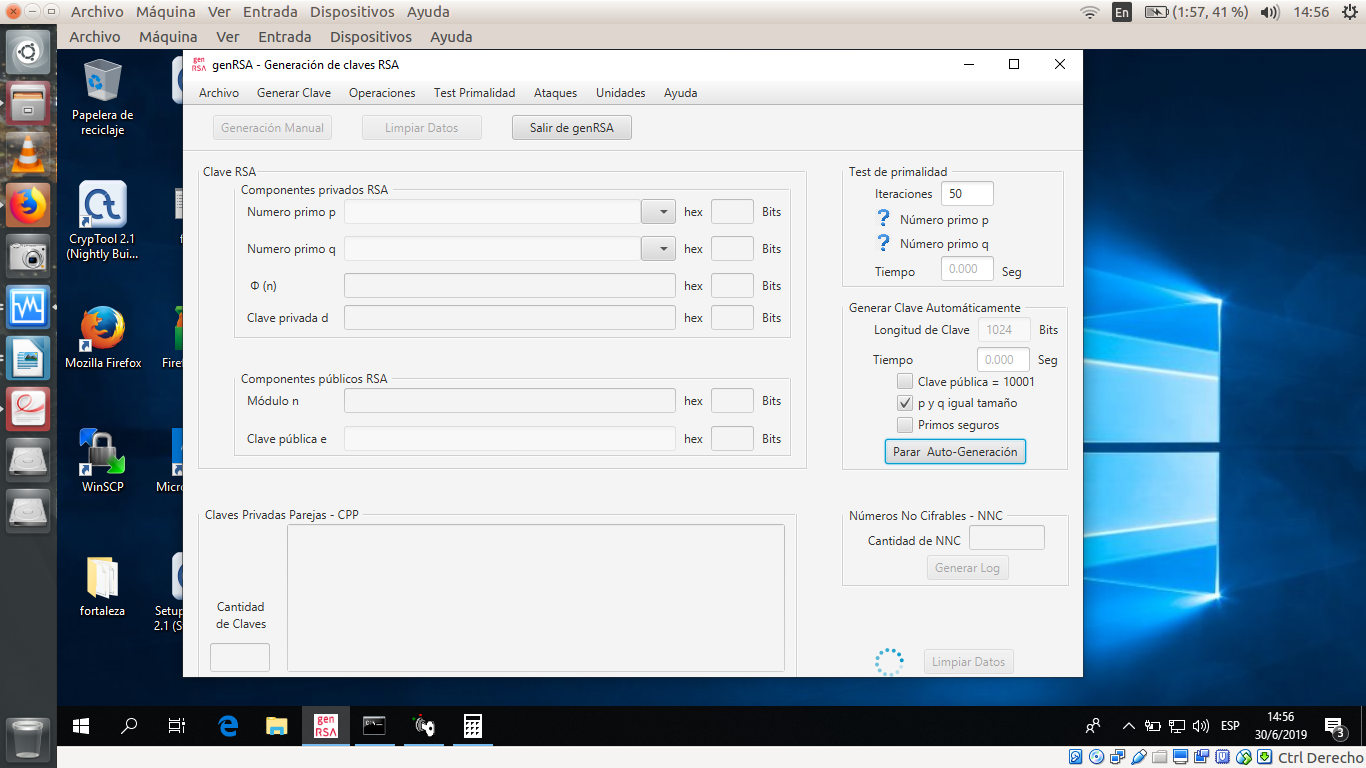 Archivo Máquina Ver Entrada Dispositivos Ayuda
En (1:57, 41 %) 14:56
Archivo Máquina Ver Entrada Dispositivos Ayuda
Papelera de
reciclaje
CrypTool 2.1
(Nightly Bui...
Mozilla Firefox
Firef
WinSCP
Micro
fortaleza
Setup
2.1 (S
gen
RSA
genRSA - Generación de claves RSA
Archivo Generar Clave Operaciones Test Primalidad Ataques Unidades Ayuda
Generación Manual Limpiar Datos Salir de genRSA
Clave RSA
Componentes privados RSA
Numero primo p hex Bits
Numero primo q hex Bits
Φ (n) hex Bits
Clave privada d hex Bits
Componentes públicos RSA
Módulo n hex Bits
Clave pública e hex Bits
Claves Privadas Parejas - CPP
Cantidad
de Claves
Test de primalidad
Iteraciones 50
? Número primo p
? Número primo q
Tiempo 0.000 Seg
Generar Clave Automáticamente
Longitud de Clave 1024 Bits
Tiempo 0.000 Seg
Clave pública = 10001
p y q igual tamaño
Primos seguros
Parar Auto-Generación
Números No Cifrables - NNC
Cantidad de NNC
Generar Log
Limpiar Datos
gen
RSA
ESP
14:56
30/6/2019
3
Ctrl Derecho